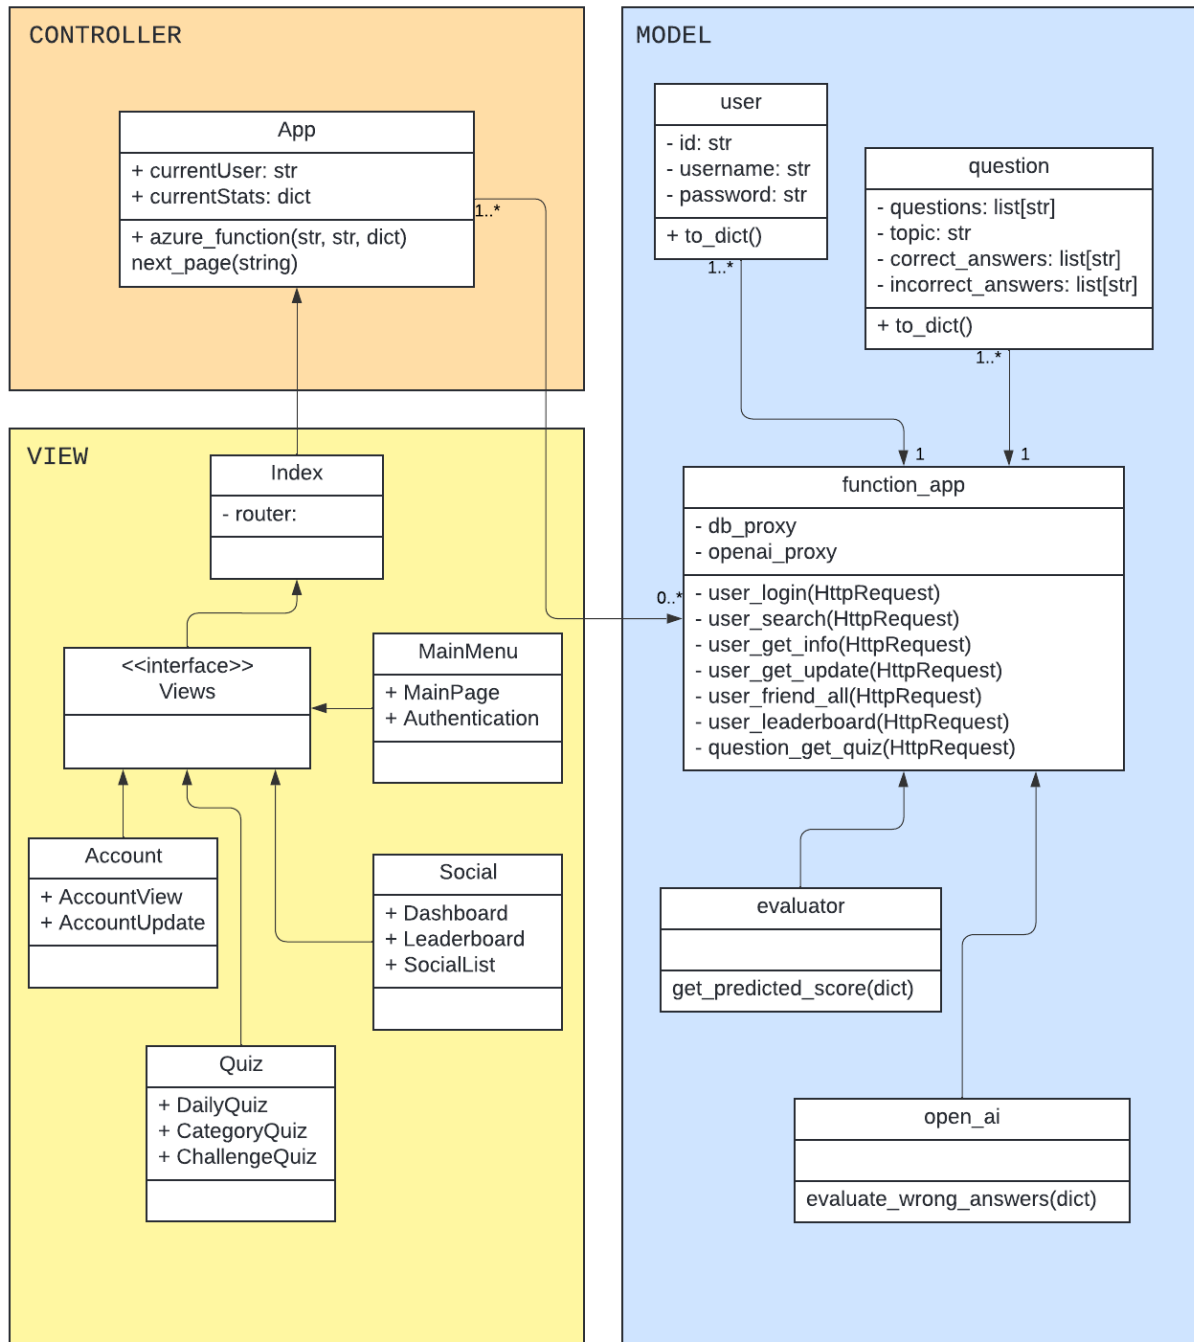 CONTROLLER
App
+ currentUser: str
+ currentStats: dict
+ azure_function(str, str, dict)
next_page(string)
1..*
VIEW
Index
- router:
<<interface>>
Views
MainMenu
+ MainPage
+ Authentication
Account
+ AccountView
+ AccountUpdate
Social
+ Dashboard
+ Leaderboard
+ SocialList
Quiz
+ DailyQuiz
+ CategoryQuiz
+ ChallengeQuiz
MODEL
user
- id: str
- username: str
- password: str
+ to_dict()
1..*
question
- questions: list[str]
- topic: str
- correct_answers: list[str]
- incorrect_answers: list[str]
+ to_dict()
1..*
1
1
function_app
- db_proxy
- openai_proxy
0..*
- user_login(HttpRequest)
- user_search(HttpRequest)
- user_get_info(HttpRequest)
- user_get_update(HttpRequest)
- user_friend_all(HttpRequest)
- user_leaderboard(HttpRequest)
- question_get_quiz(HttpRequest)
evaluator
get_predicted_score(dict)
open_ai
evaluate_wrong_answers(dict)